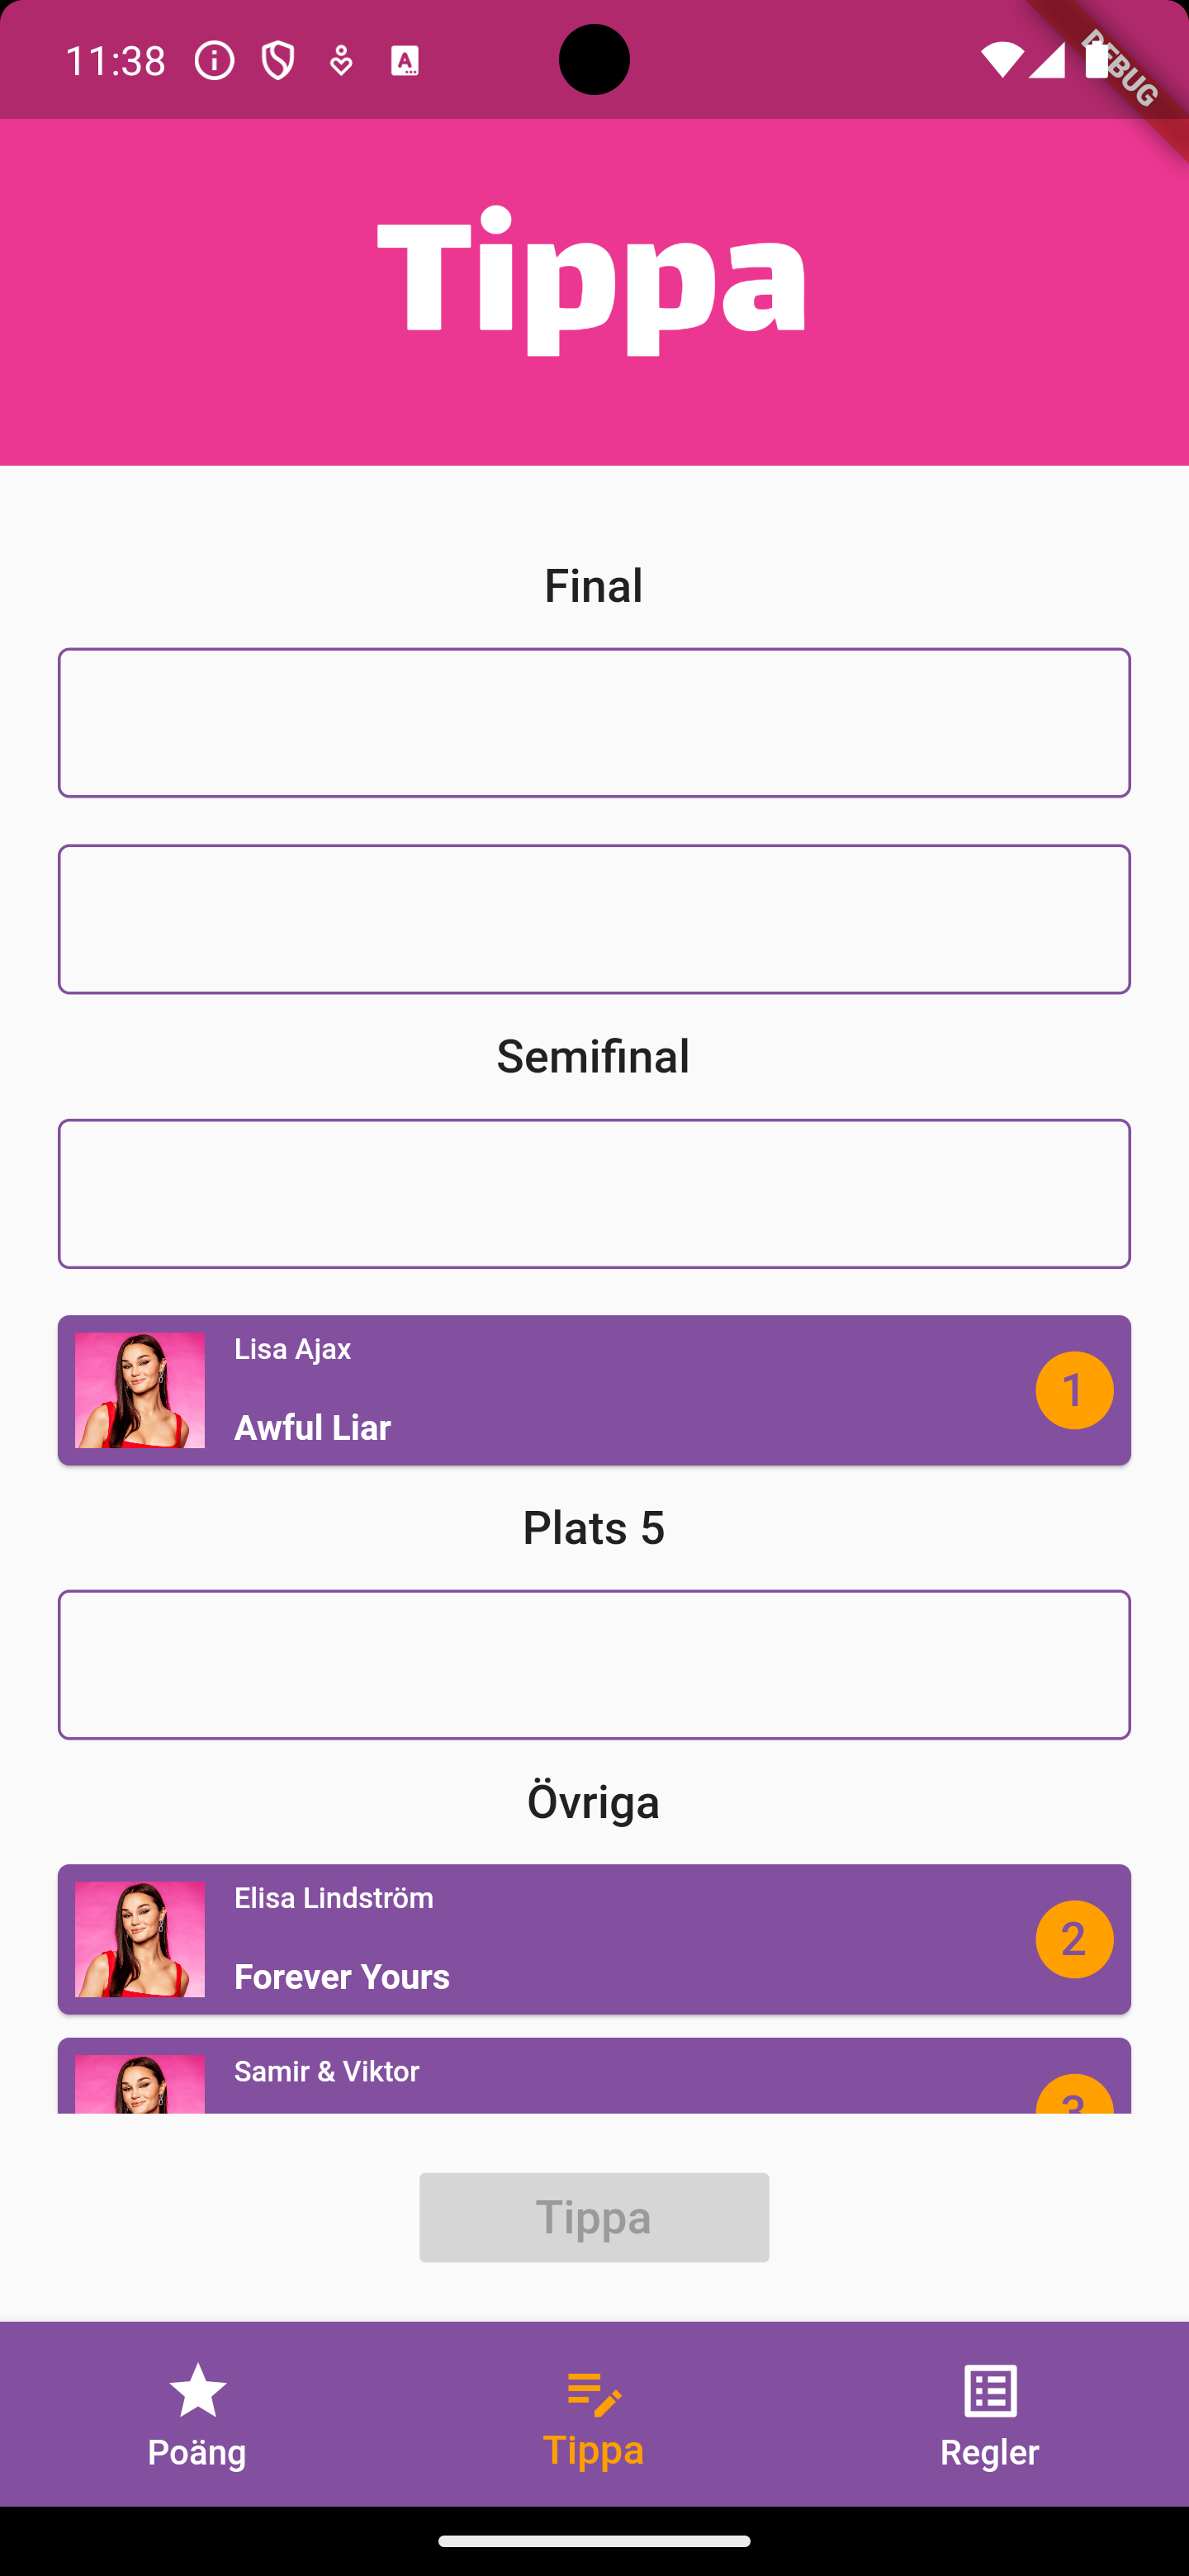 11:38
DEBUG
Tippa
Final
Semifinal
Lisa Ajax
Awful Liar
1
Plats 5
Övriga
Elisa Lindström
Forever Yours
2
Samir & Viktor
3
Tippa
Poäng
Tippa
Regler